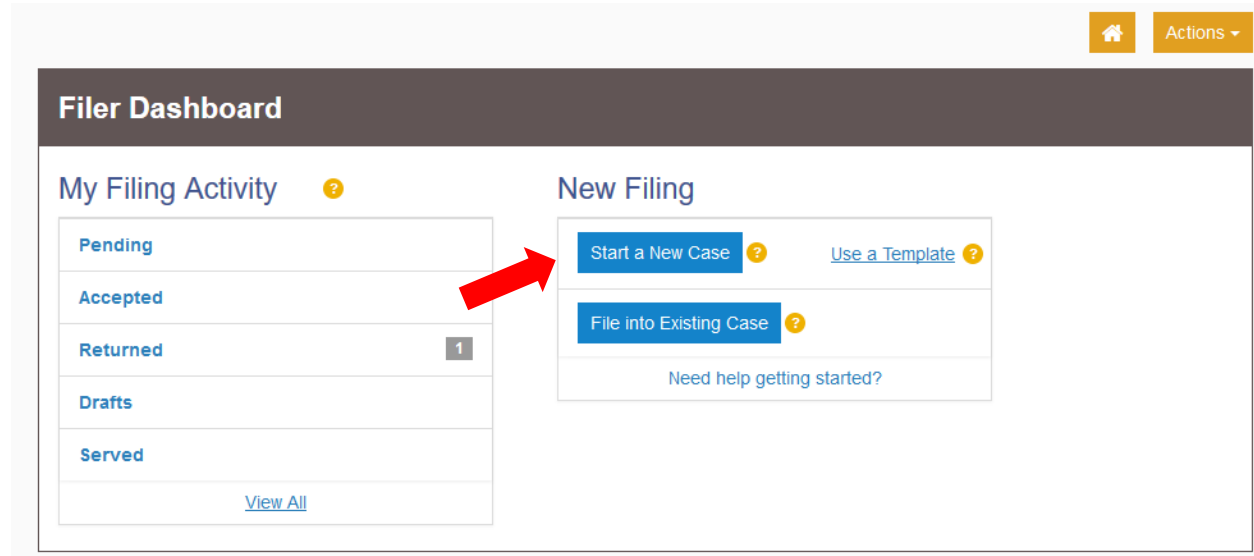 Actions
Filer Dashboard
My Filing Activity ?
Pending
Accepted
Returned 1
Drafts
Served
View All
New Filing
Start a New Case ? Use a Template ?
File into Existing Case ?
Need help getting started?